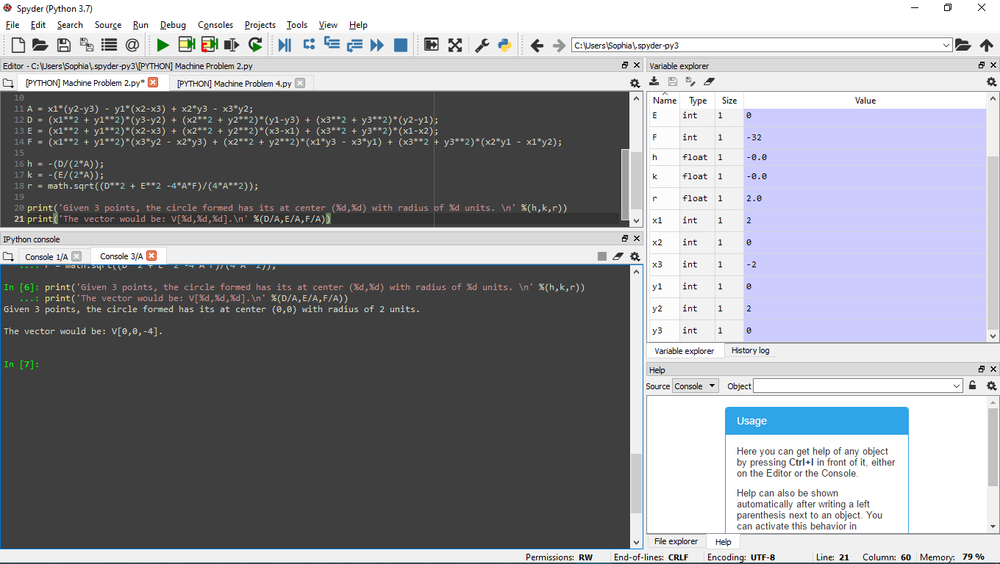 Spyder (Python 3.7)
File Edit Search Source Run Debug Consoles Projects Tools View Help
C:\Users\Sophia\.spyder-py3
Editor - C:\Users\Sophia\.spyder-py3\[PYTHON] Machine Problem 2.py
[PYTHON] Machine Problem 2.py* [PYTHON] Machine Problem 4.py
10
11 A = x1*(y2-y3) - y1*(x2-x3) + x2*y3 - x3*y2;
12 D = (x1**2 + y1**2)*(y3-y2) + (x2**2 + y2**2)*(y1-y3) + (x3**2 + y3**2)*(y2-y1);
13 E = (x1**2 + y1**2)*(x2-x3) + (x2**2 + y2**2)*(x3-x1) + (x3**2 + y3**2)*(x1-x2);
14 F = (x1**2 + y1**2)*(x3*y2 - x2*y3) + (x2**2 + y2**2)*(x1*y3 - x3*y1) + (x3**2 + y3**2)*(x2*y1 - x1*y2);
15
16 h = -(D/(2*A));
17 k = -(E/(2*A));
18 r = math.sqrt((D**2 + E**2 -4*A*F)/(4*A**2));
19
20 print('Given 3 points, the circle formed has its at center (%d,%d) with radius of %d units. \n' %(h,k,r))
21 print('The vector would be: V[%d,%d,%d].\n' %(D/A,E/A,F/A))
IPython console
Console 1/A Console 3/A
...: r = math.sqrt((D**2 + E**2 -4*A*F)/(4*A**2));
In [6]: print('Given 3 points, the circle formed has its at center (%d,%d) with radius of %d units. \n' %(h,k,r))
...: print('The vector would be: V[%d,%d,%d].\n' %(D/A,E/A,F/A))
Given 3 points, the circle formed has its at center (0,0) with radius of 2 units.
The vector would be: V[0,0,-4].
In [7]:
Variable explorer
Name Type Size Value
E int 1 0
F int 1 -32
h float 1 -0.0
k float 1 -0.0
r float 1 2.0
x1 int 1 2
x2 int 1 0
x3 int 1 -2
y1 int 1 0
y2 int 1 2
y3 int 1 0
Variable explorer History log
Help
Source Console Object
Usage
Here you can get help of any object
by pressing Ctrl+I in front of it, either
on the Editor or the Console.
Help can also be shown
automatically after writing a left
parenthesis next to an object. You
can activate this behavior in
File explorer Help
Permissions: RW End-of-lines: CRLF Encoding: UTF-8 Line: 21 Column: 60 Memory: 79 %